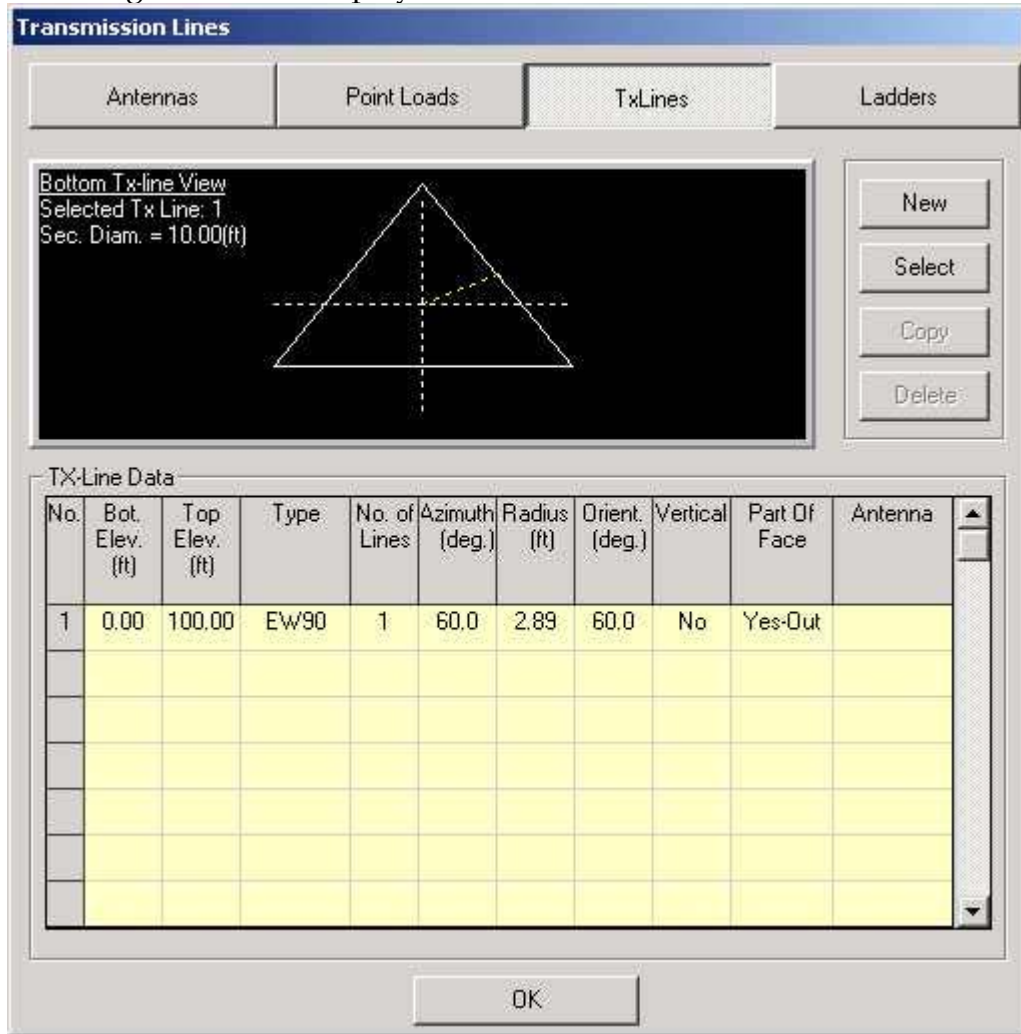 Transmission Lines
Antennas Point Loads TxLines Ladders
Bottom Tx-line View
Selected Tx Line: 1
Sec. Diam. = 10.00(ft)
New
Select
Copy
Delete
TX-Line Data
No. Bot. Elev. (ft) Top Elev. (ft) Type No. of Lines Azimuth (deg.) Radius (ft) Orient. (deg.) Vertical Part Of Face Antenna
1 0.00 100.00 EW90 1 60.0 2.89 60.0 No Yes-Out
OK